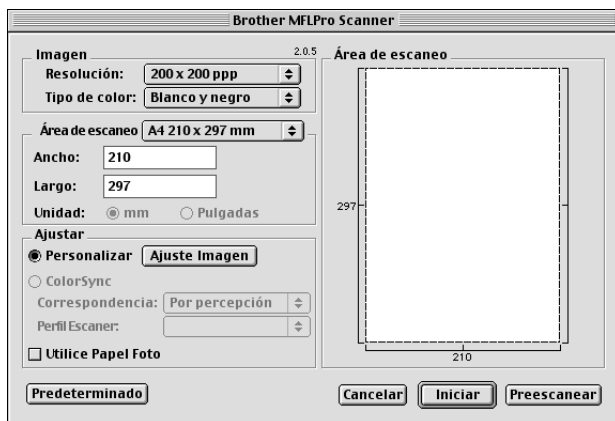 Brother MFLPro Scanner
Imagen 2.0.5
Resolución: 200 x 200 ppp
Tipo de color: Blanco y negro
Área de escaneo A4 210 x 297 mm
Ancho: 210
Largo: 297
Unidad: mm Pulgadas
Ajustar
Personalizar Ajuste Imagen
ColorSync
Correspondencia: Por percepción
Perfil Escaner:
Utilice Papel Foto
Predeterminado
Área de escaneo
297
210
Cancelar Iniciar Preescanear